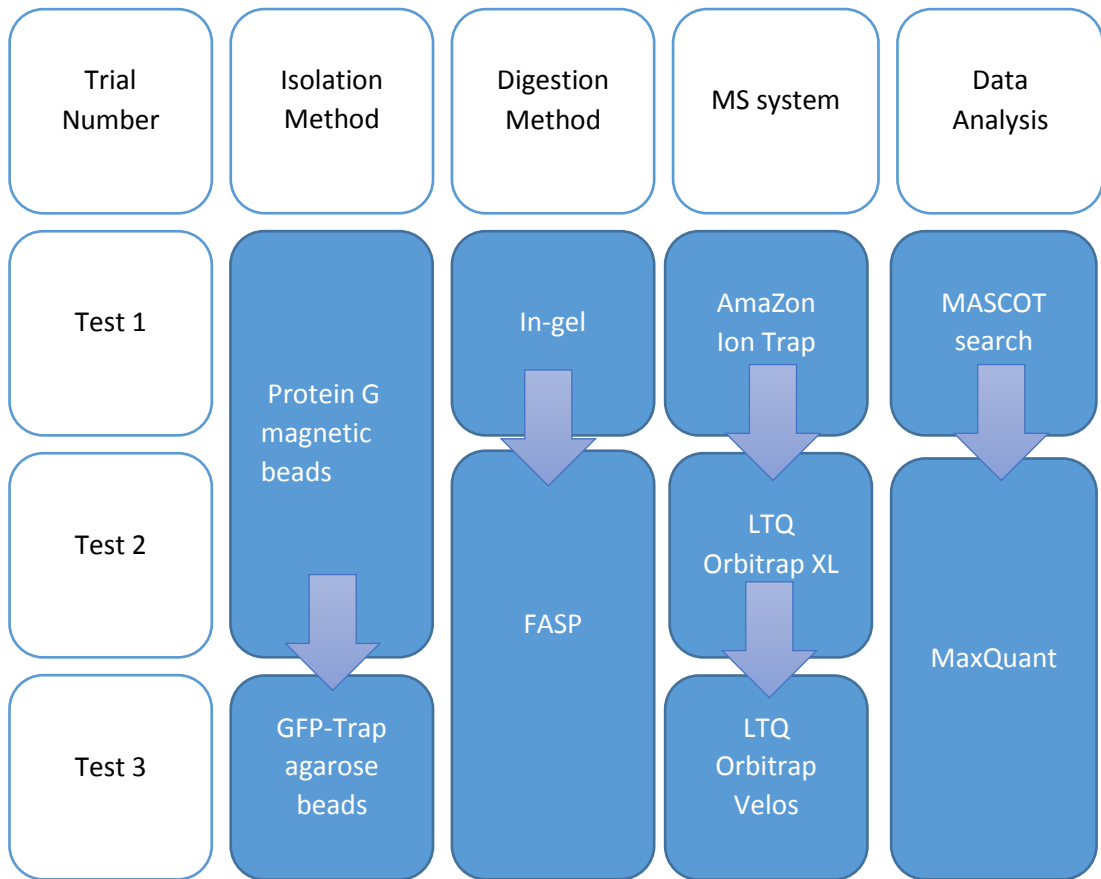 Trial
Number
Isolation
Method
Digestion
Method
MS system
Data
Analysis
Test 1
Protein G
magnetic
beads
In-gel
AmaZon
Ion Trap
MASCOT
search
Test 2
FASP
LTQ
Orbitrap XL
MaxQuant
Test 3
GFP-Trap
agarose
beads
LTQ
Orbitrap
Velos